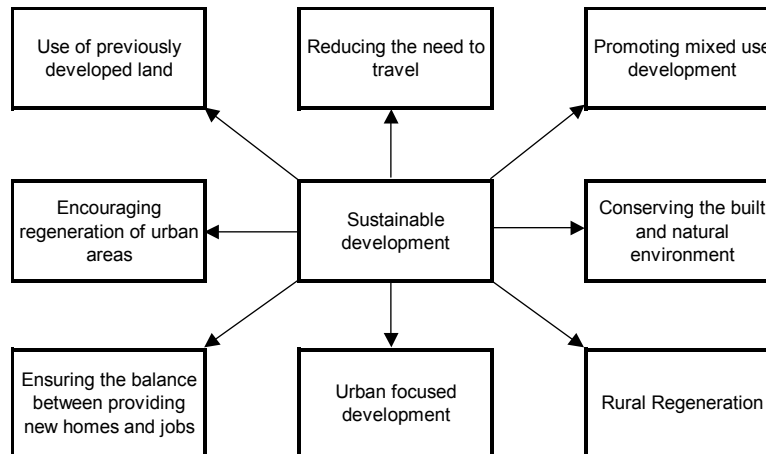 Use of previously
developed land
Reducing the need to
travel
Promoting mixed use
development
Encouraging
regeneration of urban
areas
Sustainable
development
Conserving the built
and natural
environment
Ensuring the balance
between providing
new homes and jobs
Urban focused
development
Rural Regeneration